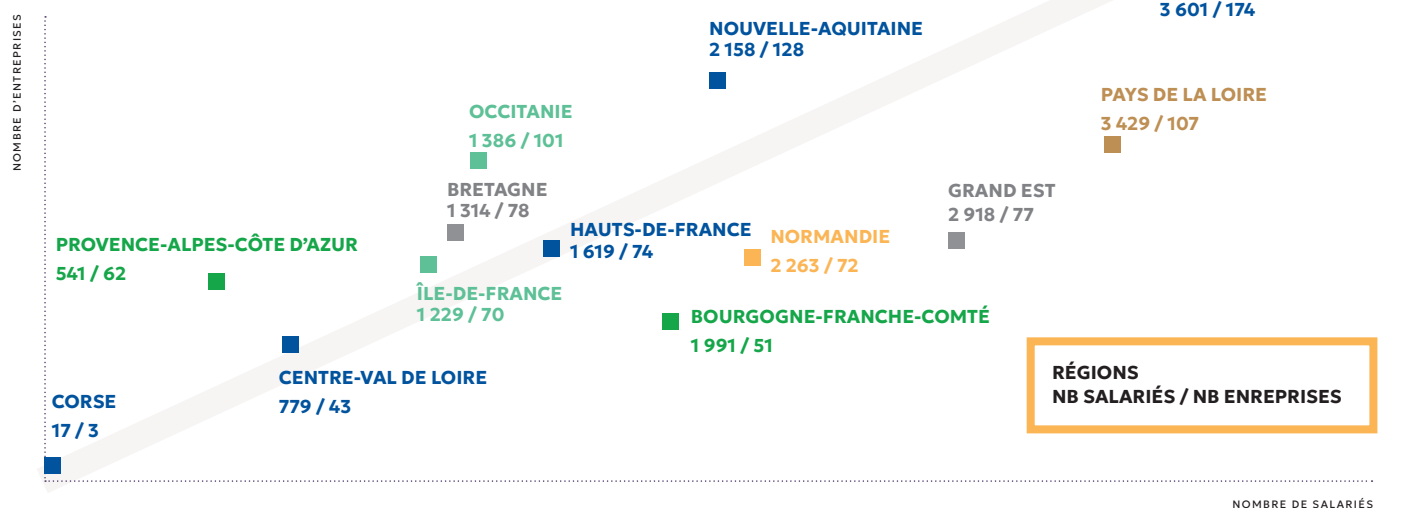 NOMBRE D'ENTREPRISES
3 601 / 174
NOUVELLE-AQUITAINE
2 158 / 128
PAYS DE LA LOIRE
3 429 / 107
OCCITANIE
1 386 / 101
BRETAGNE
1 314 / 78
GRAND EST
2 918 / 77
HAUTS-DE-FRANCE
1 619 / 74
NORMANDIE
2 263 / 72
PROVENCE-ALPES-CÔTE D'AZUR
541 / 62
ÎLE-DE-FRANCE
1 229 / 70
BOURGOGNE-FRANCHE-COMTÉ
1 991 / 51
CENTRE-VAL DE LOIRE
779 / 43
CORSE
17 / 3
RÉGIONS
NB SALARIÉS / NB ENREPRISES
NOMBRE DE SALARIÉS